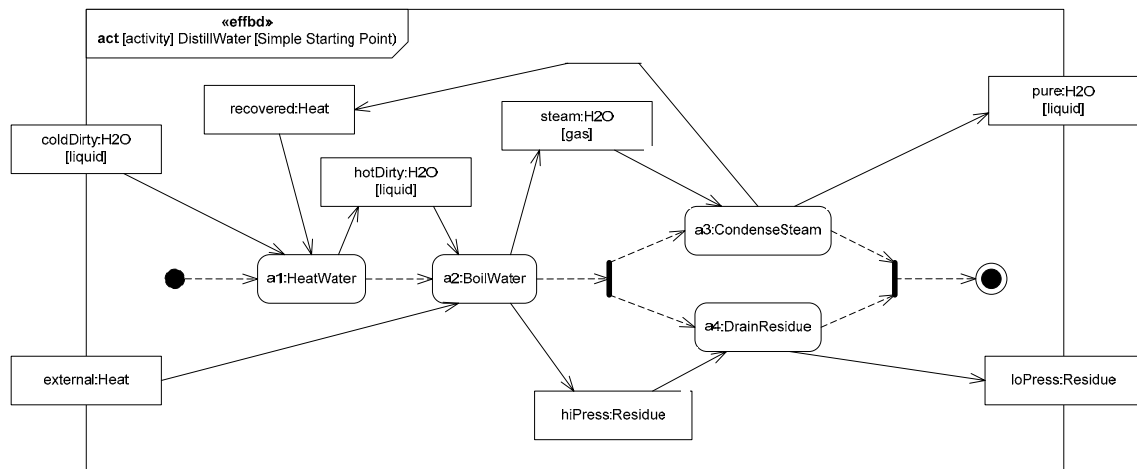 «effbd»
act [activity] DistillWater [Simple Starting Point)
recovered:Heat
steam:H2O
[gas]
pure:H2O
[liquid]
coldDirty:H2O
[liquid]
hotDirty:H2O
[liquid]
a3:CondenseSteam
a1:HeatWater
a2:BoilWater
a4:DrainResidue
external:Heat
hiPress:Residue
loPress:Residue